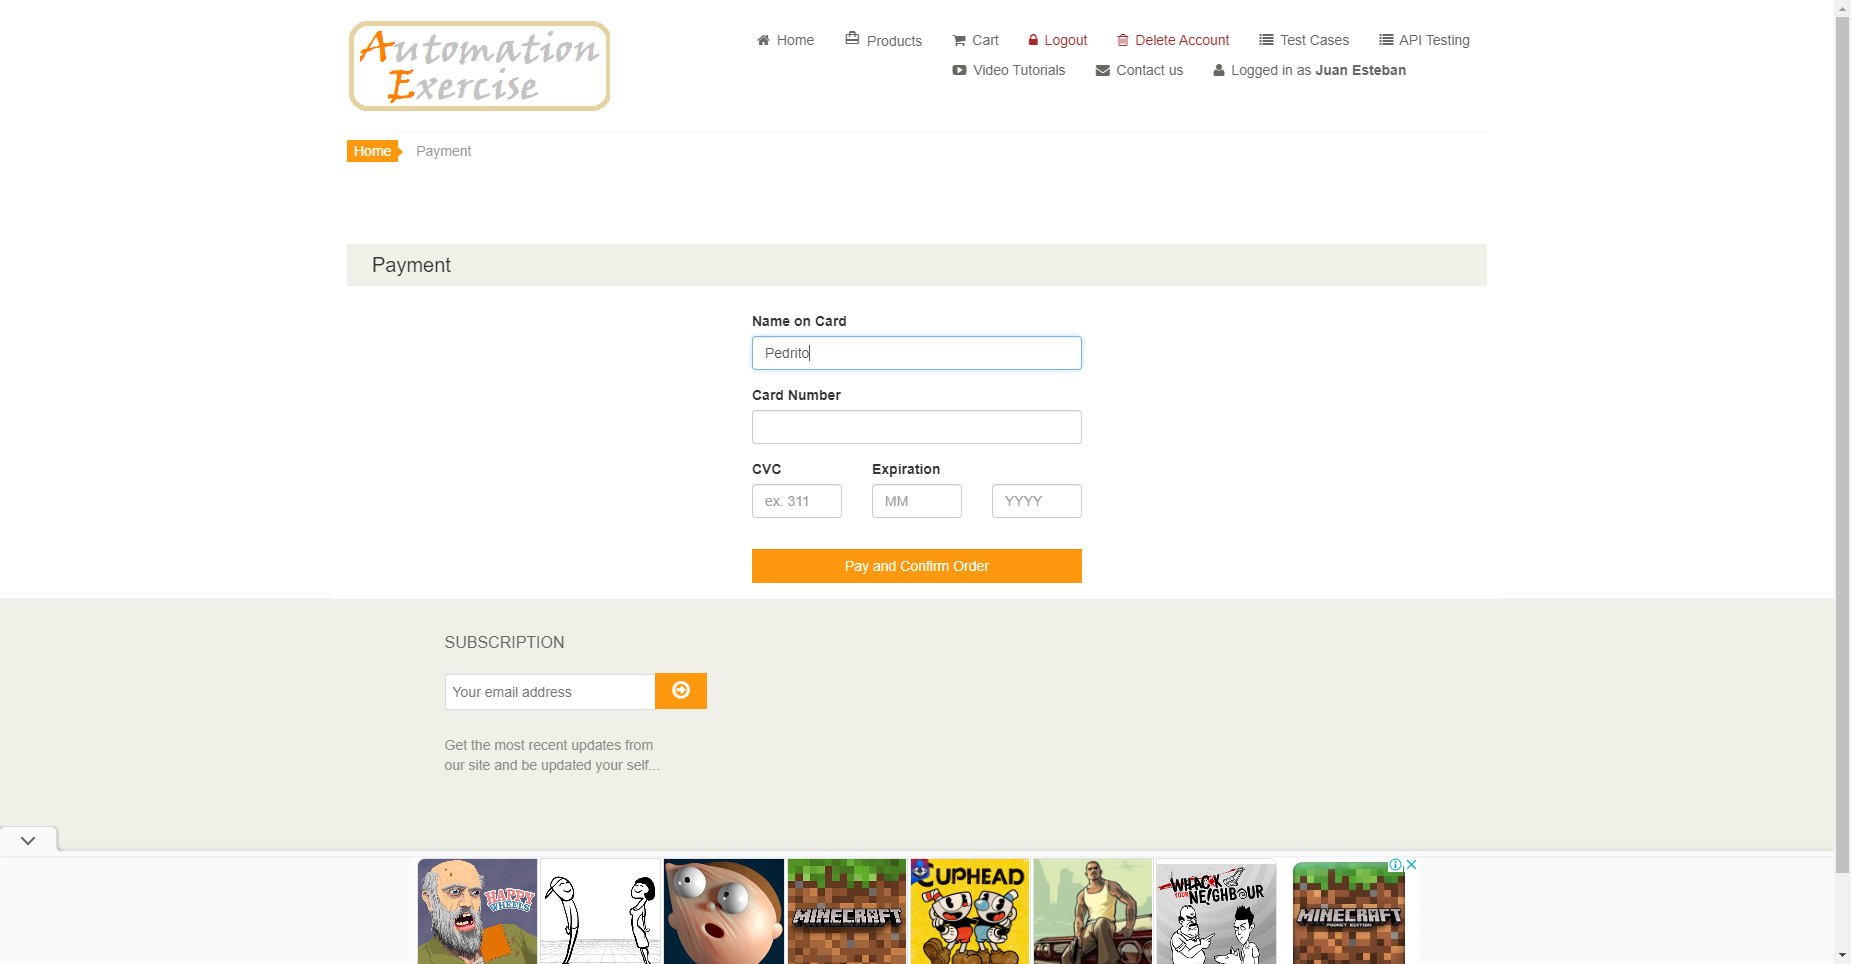 Automation
Exercise
Home
Products
Cart
Logout
Delete Account
Test Cases
API Testing
Video Tutorials
Contact us
Logged in as Juan Esteban
Home
Payment
Payment
Name on Card
Pedrito
Card Number
CVC
Expiration
ex. 311
MM
YYYY
Pay and Confirm Order
SUBSCRIPTION
Your email address
Get the most recent updates from
our site and be updated your self...
HAPPY
WHEELS
MINECRAFT
CUPHEAD
WHACK
YOUR
NE!GHBOUR
MINECRAFT
POCKET EDITION